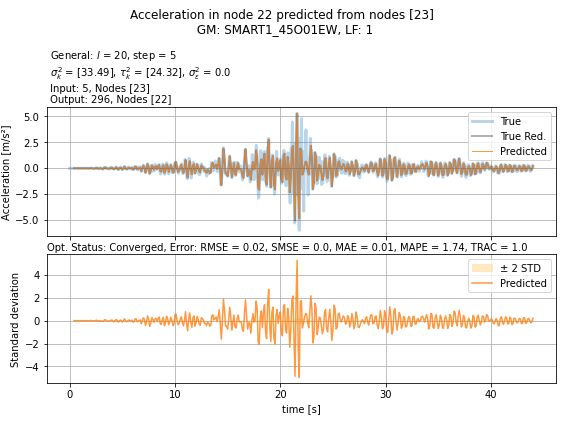 Acceleration in node 22 predicted from nodes [23]
GM: SMART1_45O01EW, LF: 1
General: l = 20, step = 5
σ²ₖ = [33.49], τ²ₖ = [24.32], σ²ε = 0.0
Input: 5, Nodes [23]
Output: 296, Nodes [22]
Acceleration [m/s²]
5.0
2.5
0.0
−2.5
−5.0
True
True Red.
Predicted
Opt. Status: Converged, Error: RMSE = 0.02, SMSE = 0.0, MAE = 0.01, MAPE = 1.74, TRAC = 1.0
Standard deviation
4
2
0
−2
−4
± 2 STD
Predicted
0
10
20
30
40
time [s]